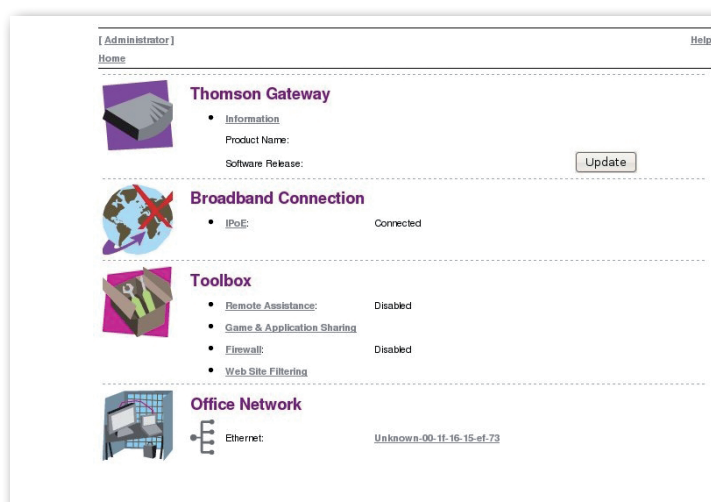 [ Administrator ] Help
Home
Thomson Gateway
Information
Product Name:
Software Release: Update
Broadband Connection
IPoE: Connected
Toolbox
Remote Assistance: Disabled
Game & Application Sharing
Firewall: Disabled
Web Site Filtering
Office Network
Ethernet: Unknown-00-1f-16-15-ef-73